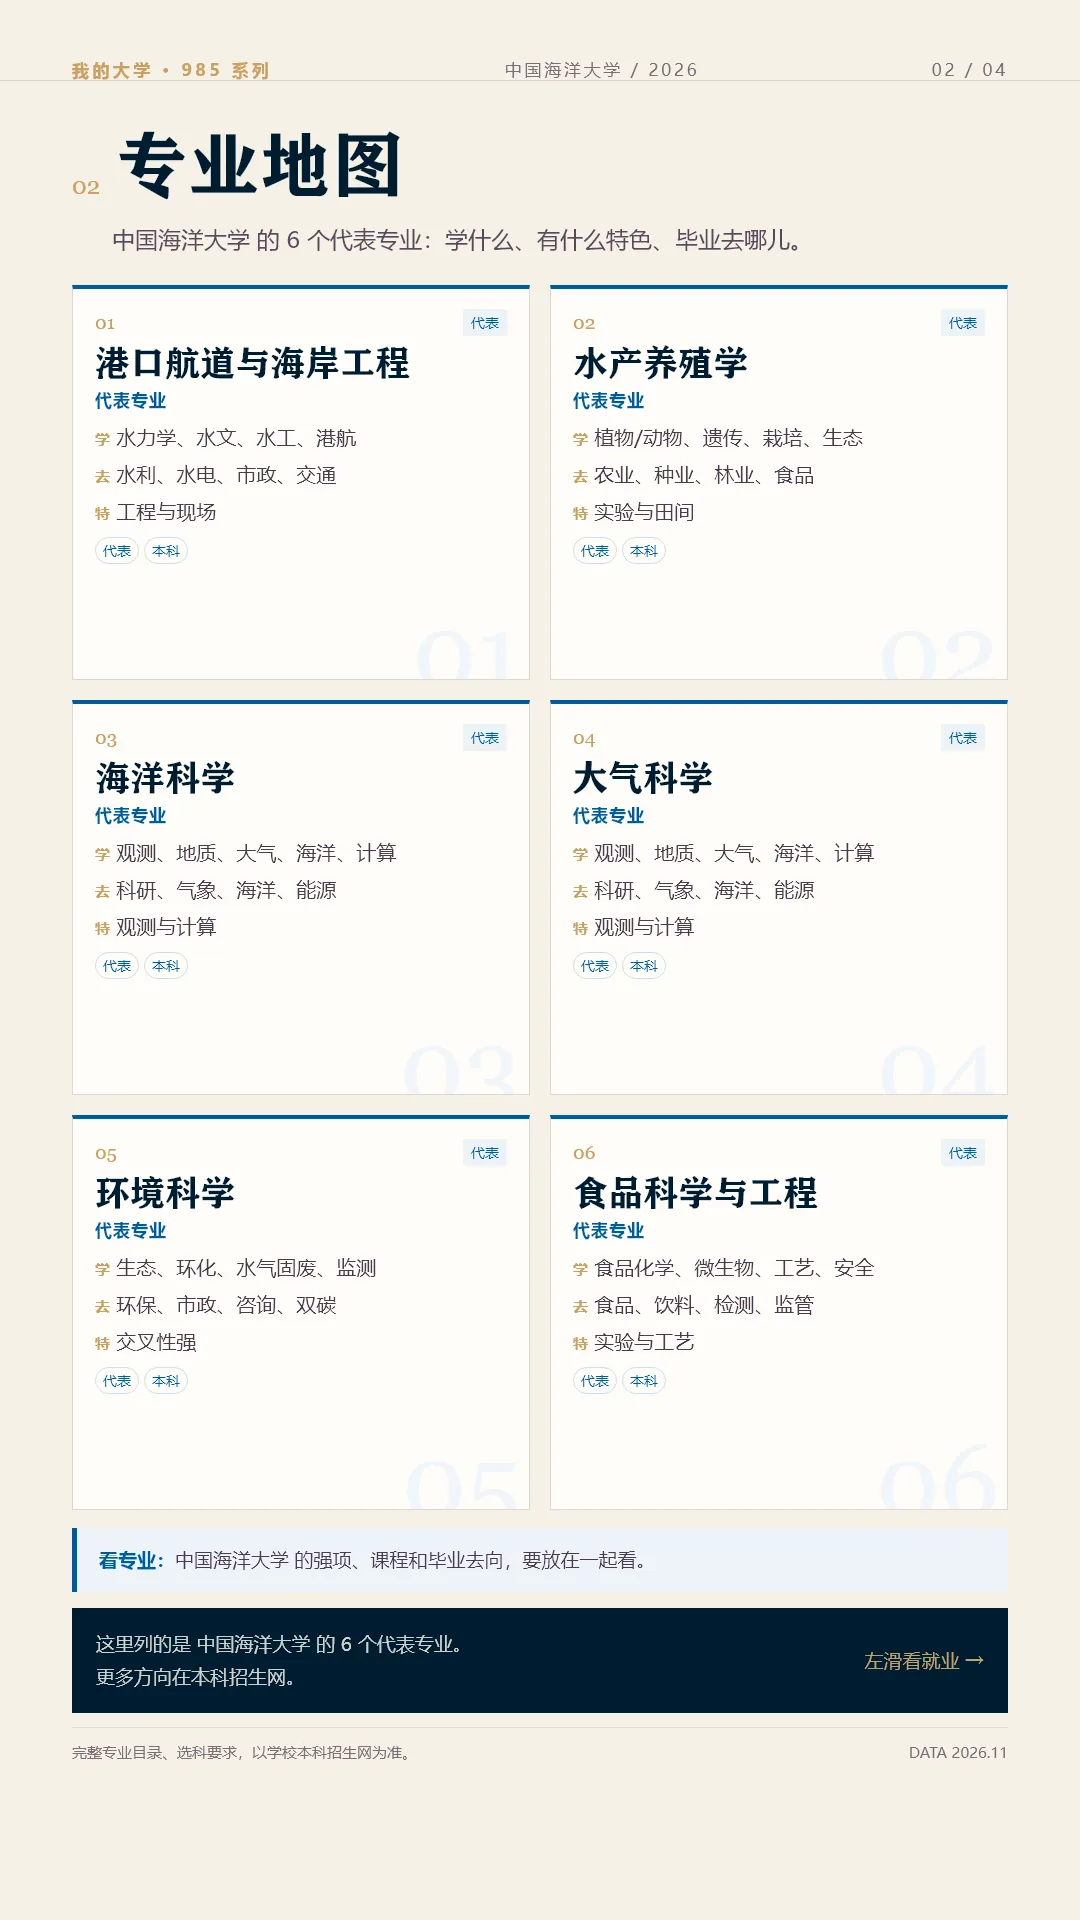 我的大学 • 985 系列
中国海洋大学 / 2026
02 / 04
02 专业地图
中国海洋大学 的 6 个代表专业：学什么、有什么特色、毕业去哪儿。
01 代表
港口航道与海岸工程
代表专业
学 水力学、水文、水工、港航
去 水利、水电、市政、交通
特 工程与现场
代表 本科
01
02 代表
水产养殖学
代表专业
学 植物/动物、遗传、栽培、生态
去 农业、种业、林业、食品
特 实验与田间
代表 本科
02
03 代表
海洋科学
代表专业
学 观测、地质、大气、海洋、计算
去 科研、气象、海洋、能源
特 观测与计算
代表 本科
03
04 代表
大气科学
代表专业
学 观测、地质、大气、海洋、计算
去 科研、气象、海洋、能源
特 观测与计算
代表 本科
04
05 代表
环境科学
代表专业
学 生态、环化、水气固废、监测
去 环保、市政、咨询、双碳
特 交叉性强
代表 本科
05
06 代表
食品科学与工程
代表专业
学 食品化学、微生物、工艺、安全
去 食品、饮料、检测、监管
特 实验与工艺
代表 本科
06
看专业：中国海洋大学 的强项、课程和毕业去向，要放在一起看。
这里列的是 中国海洋大学 的 6 个代表专业。
更多方向在本科招生网。
左滑看就业 →
完整专业目录、选科要求，以学校本科招生网为准。
DATA 2026.11